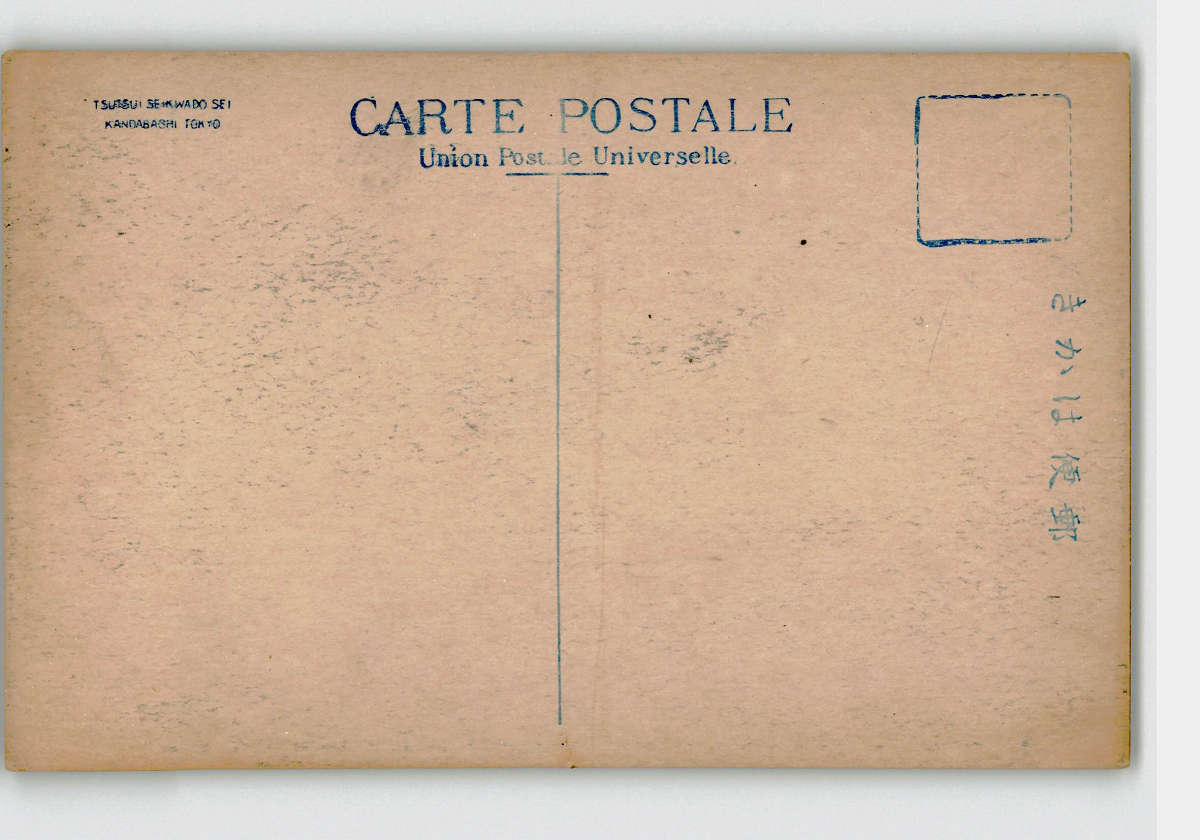 TSUTSUI SEIKWADO SEI
KANDABASHI TOKYO
CARTE POSTALE
Union Postale Universelle.
きかは便郵